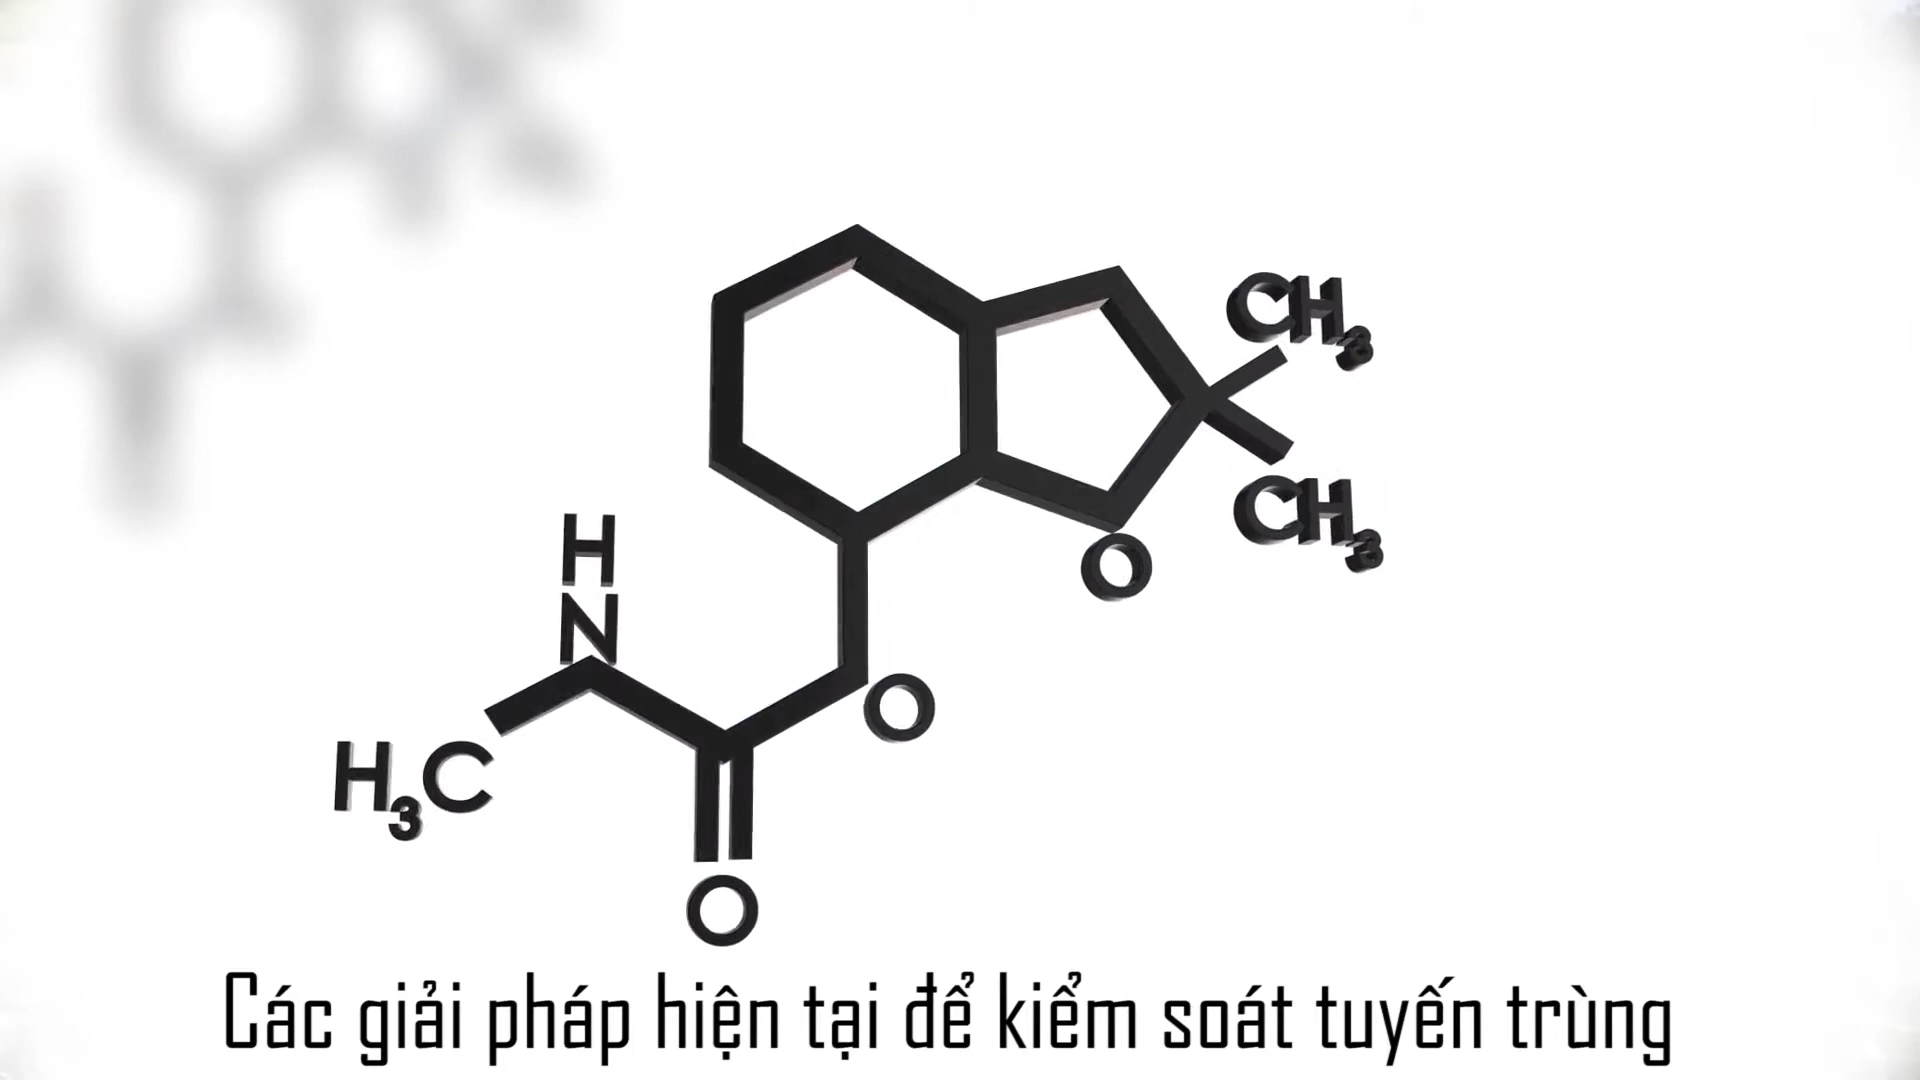 CH3
CH3
O
H
N
O
H3C
O
Các giải pháp hiện tại để kiểm soát tuyến trùng